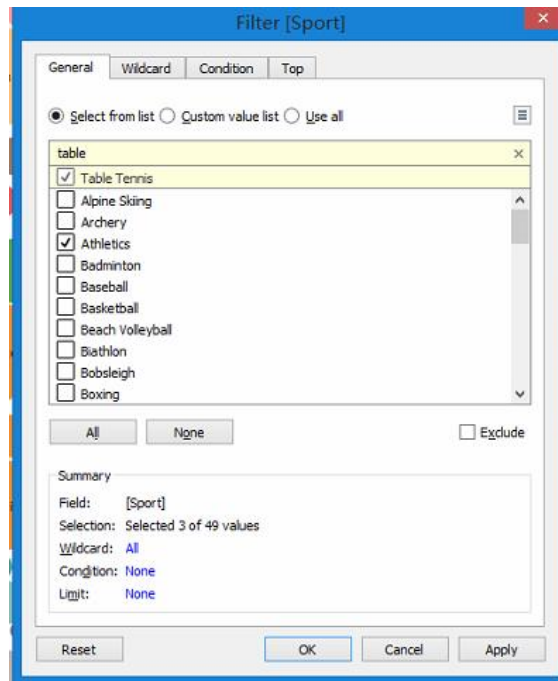 Filter [Sport]
General Wildcard Condition Top
Select from list Custom value list Use all
table
Table Tennis
Alpine Skiing
Archery
Athletics
Badminton
Baseball
Basketball
Beach Volleyball
Biathlon
Bobsleigh
Boxing
All None Exclude
Summary
Field: [Sport]
Selection: Selected 3 of 49 values
Wildcard: All
Condition: None
Limit: None
Reset OK Cancel Apply